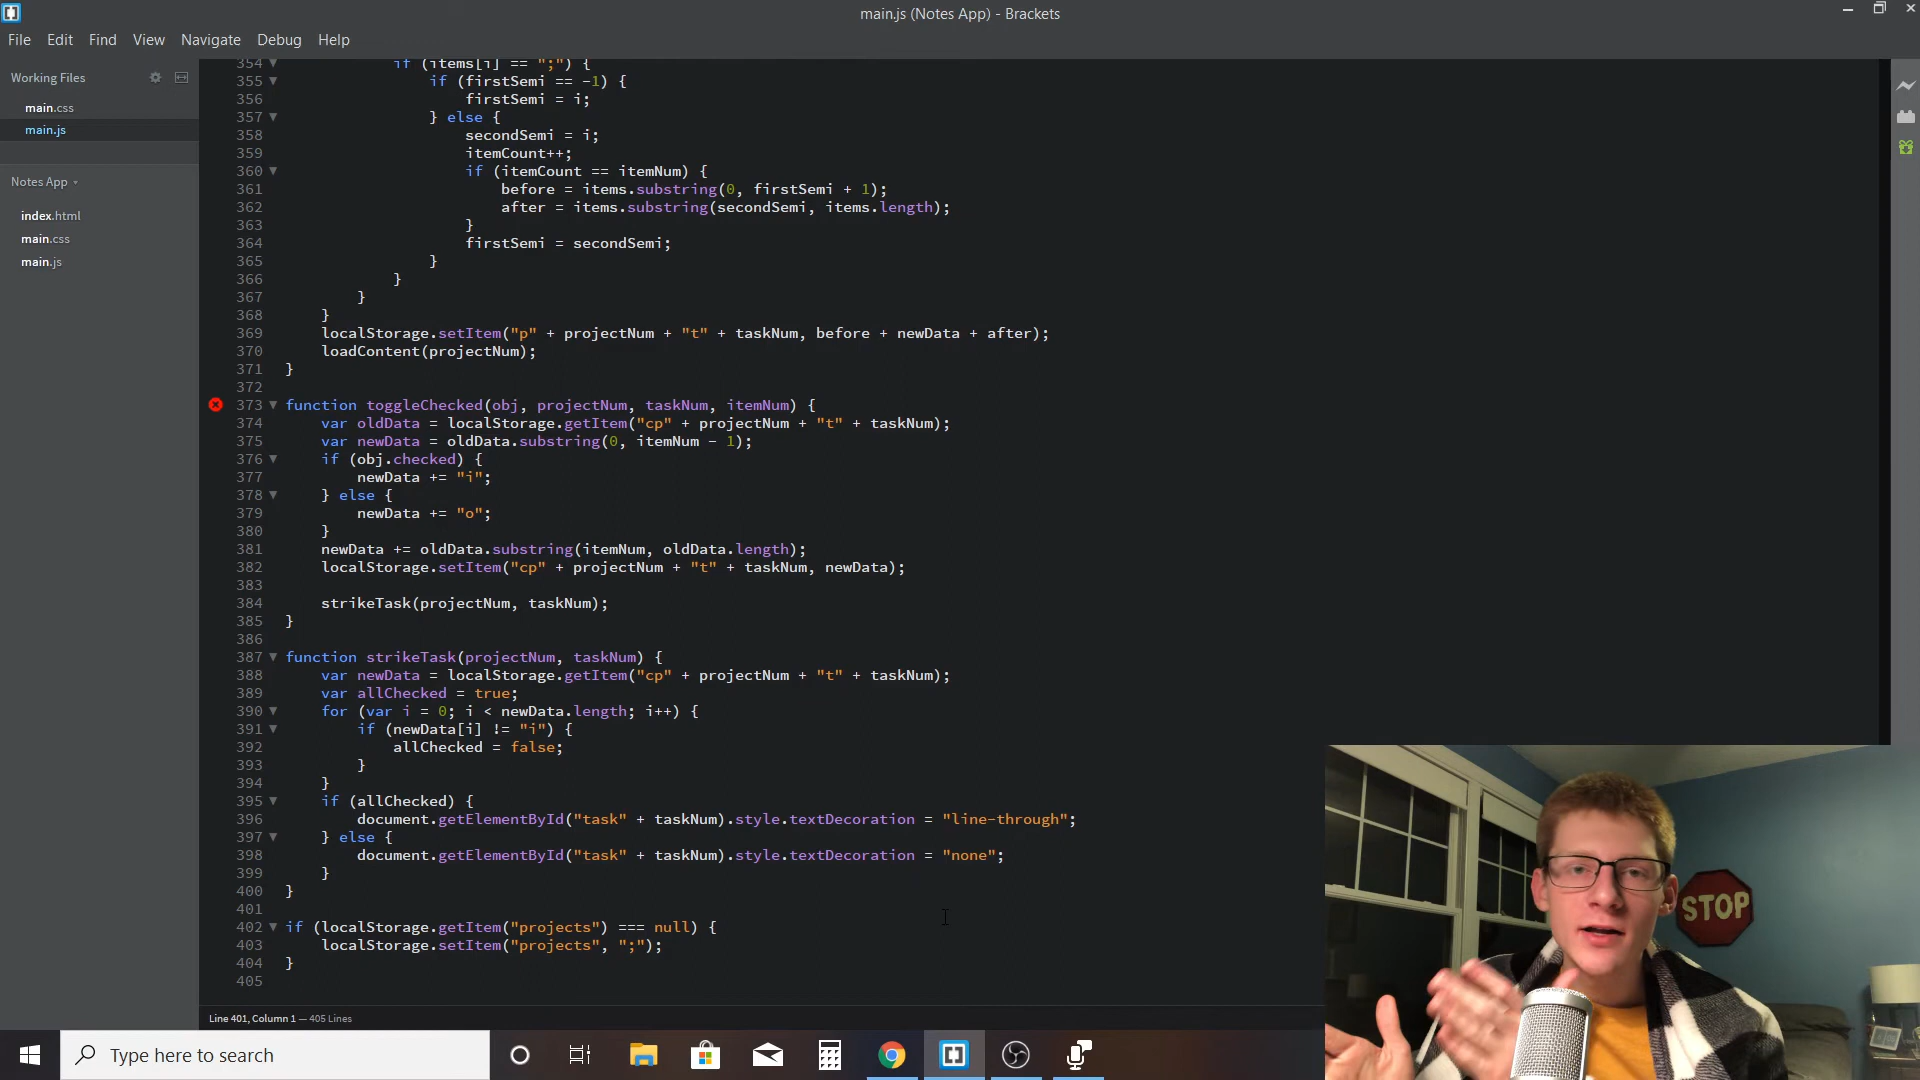 main.js (Notes App) - Brackets
File Edit Find View Navigate Debug Help
Working Files
main.css
main.js
Notes App
index.html
main.css
main.js
354 if (items[i] == ";") {
355 if (firstSemi == -1) {
356 firstSemi = i;
357 } else {
358 secondSemi = i;
359 itemCount++;
360 if (itemCount == itemNum) {
361 before = items.substring(0, firstSemi + 1);
362 after = items.substring(secondSemi, items.length);
363 }
364 firstSemi = secondSemi;
365 }
366 }
367 }
368 }
369 localStorage.setItem("p" + projectNum + "t" + taskNum, before + newData + after);
370 loadContent(projectNum);
371 }
372
373 function toggleChecked(obj, projectNum, taskNum, itemNum) {
374 var oldData = localStorage.getItem("cp" + projectNum + "t" + taskNum);
375 var newData = oldData.substring(0, itemNum - 1);
376 if (obj.checked) {
377 newData += "i";
378 } else {
379 newData += "o";
380 }
381 newData += oldData.substring(itemNum, oldData.length);
382 localStorage.setItem("cp" + projectNum + "t" + taskNum, newData);
383
384 strikeTask(projectNum, taskNum);
385 }
386
387 function strikeTask(projectNum, taskNum) {
388 var newData = localStorage.getItem("cp" + projectNum + "t" + taskNum);
389 var allChecked = true;
390 for (var i = 0; i < newData.length; i++) {
391 if (newData[i] != "i") {
392 allChecked = false;
393 }
394 }
395 if (allChecked) {
396 document.getElementById("task" + taskNum).style.textDecoration = "line-through";
397 } else {
398 document.getElementById("task" + taskNum).style.textDecoration = "none";
399 }
400 }
401
402 if (localStorage.getItem("projects") === null) {
403 localStorage.setItem("projects", ";");
404 }
405
Line 401, Column 1 — 405 Lines
STOP
Type here to search